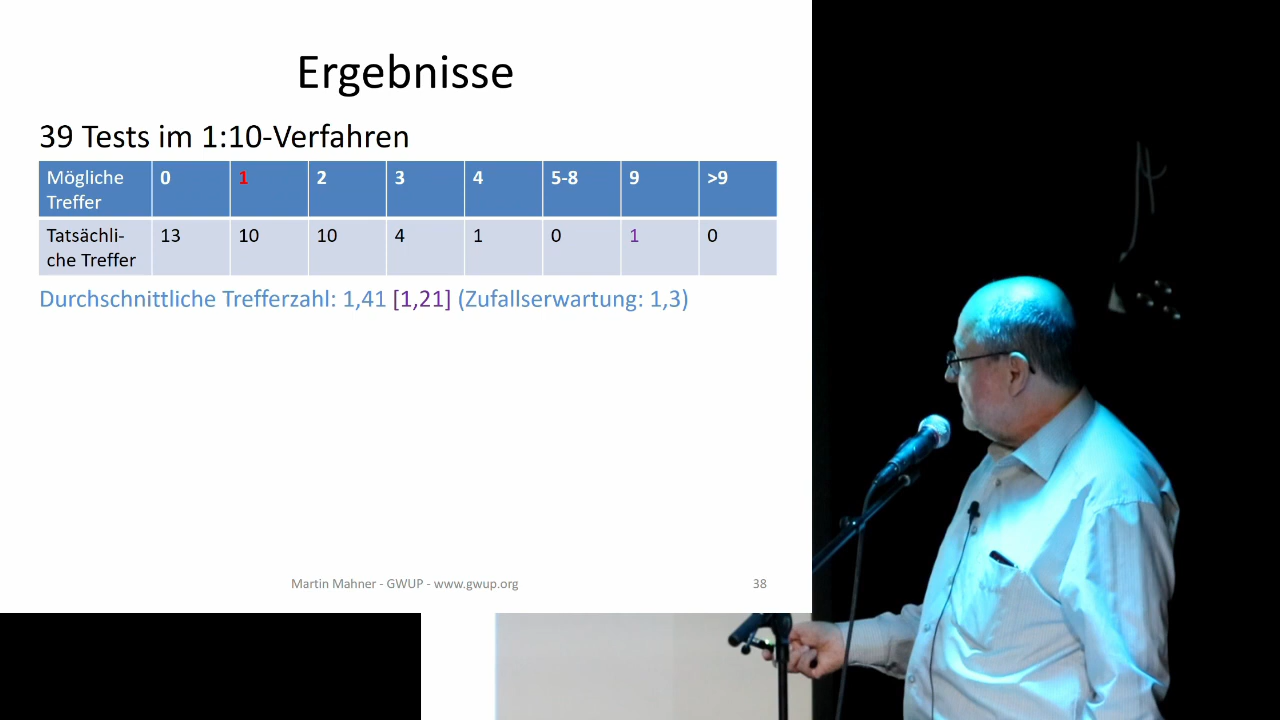 Ergebnisse
39 Tests im 1:10-Verfahren
Mögliche Treffer 0 1 2 3 4 5-8 9 >9
Tatsächli-che Treffer 13 10 10 4 1 0 1 0
Durchschnittliche Trefferzahl: 1,41 [1,21] (Zufallserwartung: 1,3)
Martin Mahner - GWUP - www.gwup.org 38